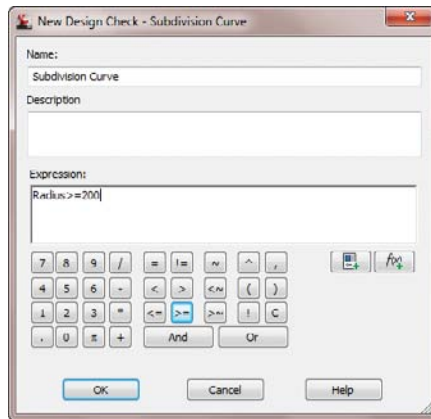 New Design Check - Subdivision Curve
Name:
Subdivision Curve
Description
Expression:
Radius>=200
7 8 9 / = != ~ ^ ,
4 5 6 - < > <~ ( )
1 2 3 * <= >= >~ ! C
. 0 π + And Or
OK Cancel Help